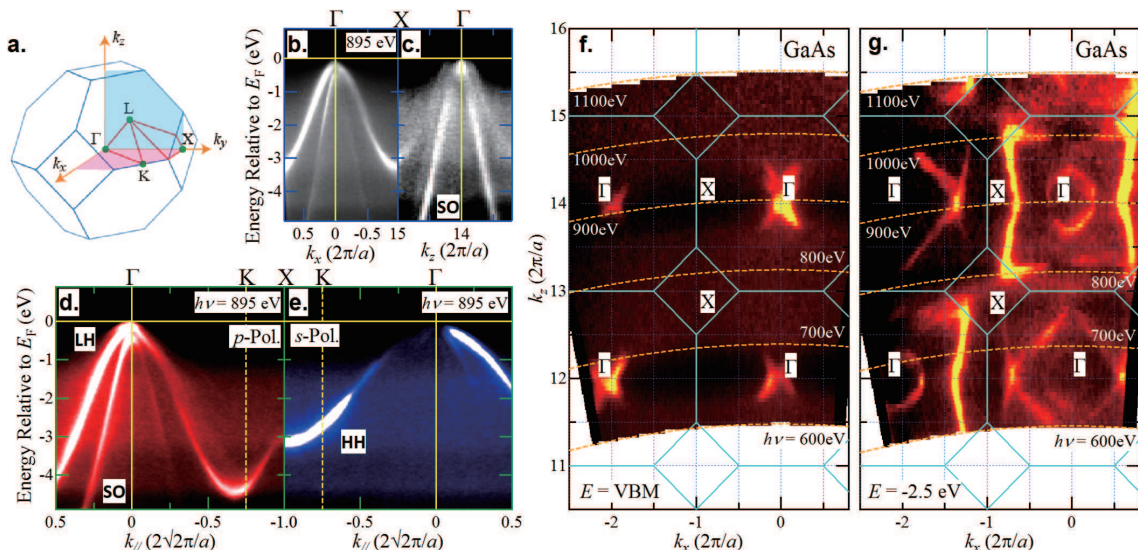 a.
k_z
L
Γ
X
k_y
k_x
K
Γ
X
Γ
b.
895 eV
c.
Energy Relative to E_F (eV)
0
-1
-2
-3
-4
SO
0.5
0
-0.5
15
14
k_x (2π/a)
k_z (2π/a)
Γ
K
X
K
Γ
d.
hν = 895 eV
e.
hν = 895 eV
LH
p-Pol.
s-Pol.
HH
SO
Energy Relative to E_F (eV)
0
-1
-2
-3
-4
0.5
0
-0.5
-1.0
-0.5
0
0.5
k_// (2√2π/a)
k_// (2√2π/a)
f.
GaAs
k_z (2π/a)
16
15
14
13
12
11
1100eV
1000eV
900eV
800eV
700eV
hν = 600eV
Γ
X
Γ
X
Γ
Γ
E = VBM
-2
-1
0
k_x (2π/a)
g.
GaAs
1100eV
1000eV
900eV
800eV
700eV
hν = 600eV
Γ
X
Γ
X
Γ
Γ
E = -2.5 eV
-2
-1
0
k_x (2π/a)